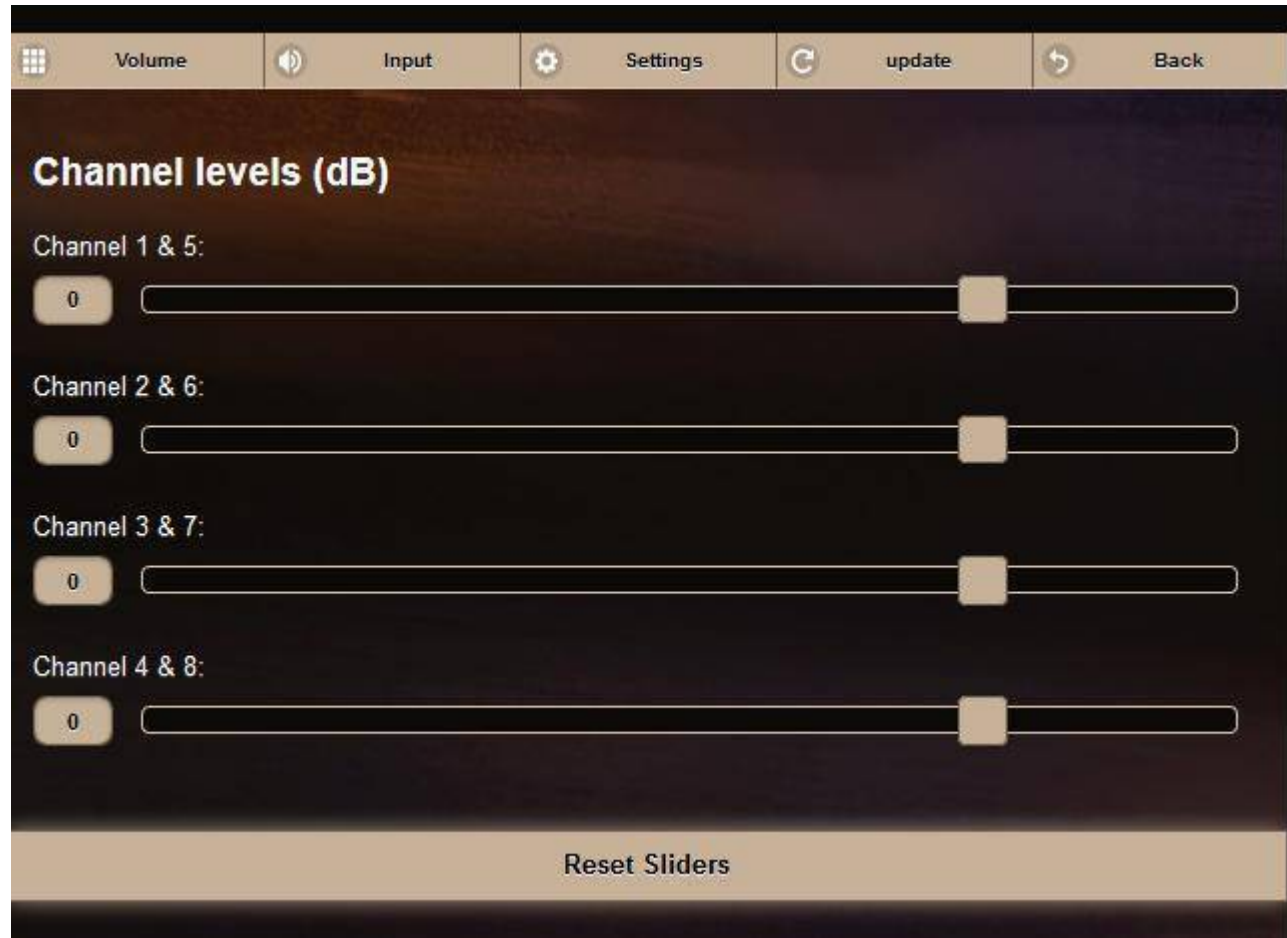 Volume Input Settings update Back
Channel levels (dB)
Channel 1 & 5:
0
Channel 2 & 6:
0
Channel 3 & 7:
0
Channel 4 & 8:
0
Reset Sliders